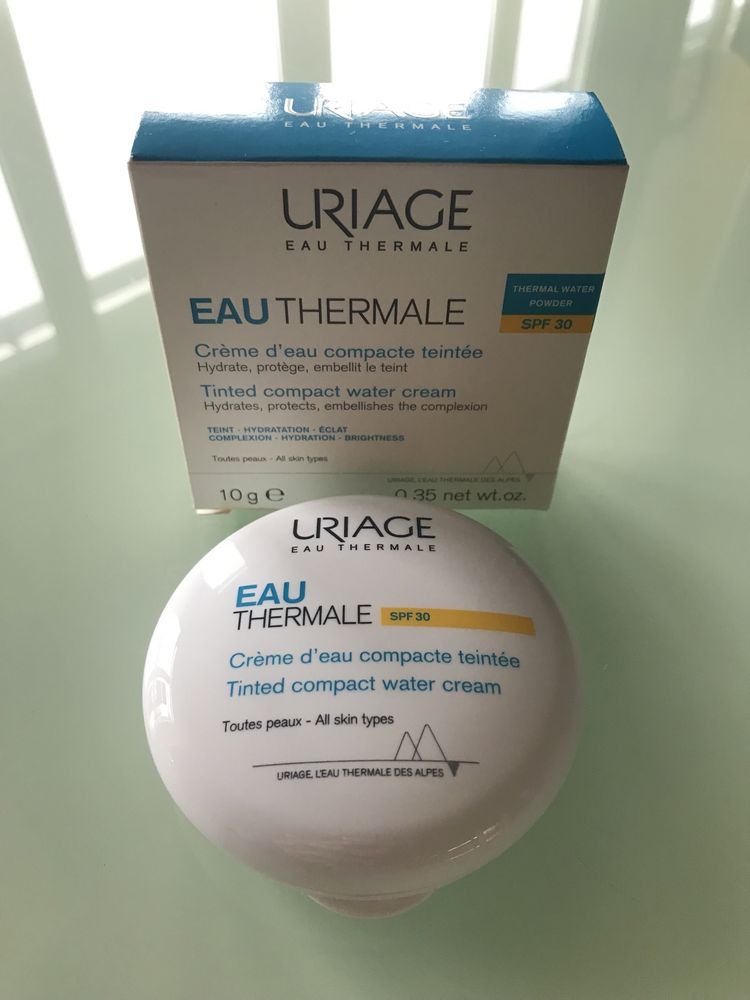 URIAGE
EAU THERMALE
URIAGE
EAU THERMALE
EAU THERMALE
THERMAL WATER
POWDER
SPF 30
Crème d'eau compacte teintée
Hydrate, protège, embellit le teint
Tinted compact water cream
Hydrates, protects, embellishes the complexion
TEINT - HYDRATATION - ÉCLAT
COMPLEXION - HYDRATION - BRIGHTNESS
Toutes peaux - All skin types
URIAGE, L'EAU THERMALE DES ALPES
10 g e
0.35 net wt.oz.
URIAGE
EAU THERMALE
EAU
THERMALE SPF 30
Crème d'eau compacte teintée
Tinted compact water cream
Toutes peaux - All skin types
URIAGE, L'EAU THERMALE DES ALPES